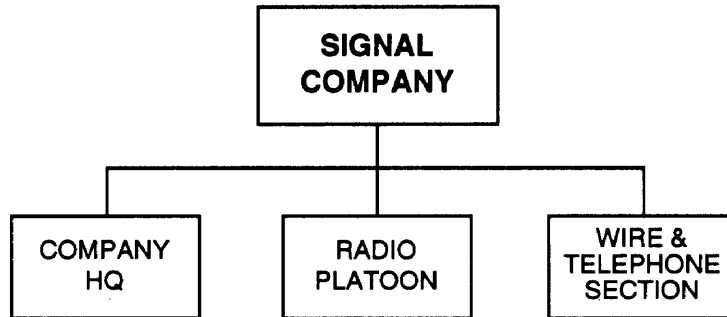 SIGNAL
COMPANY
COMPANY
HQ
RADIO
PLATOON
WIRE &
TELEPHONE
SECTION